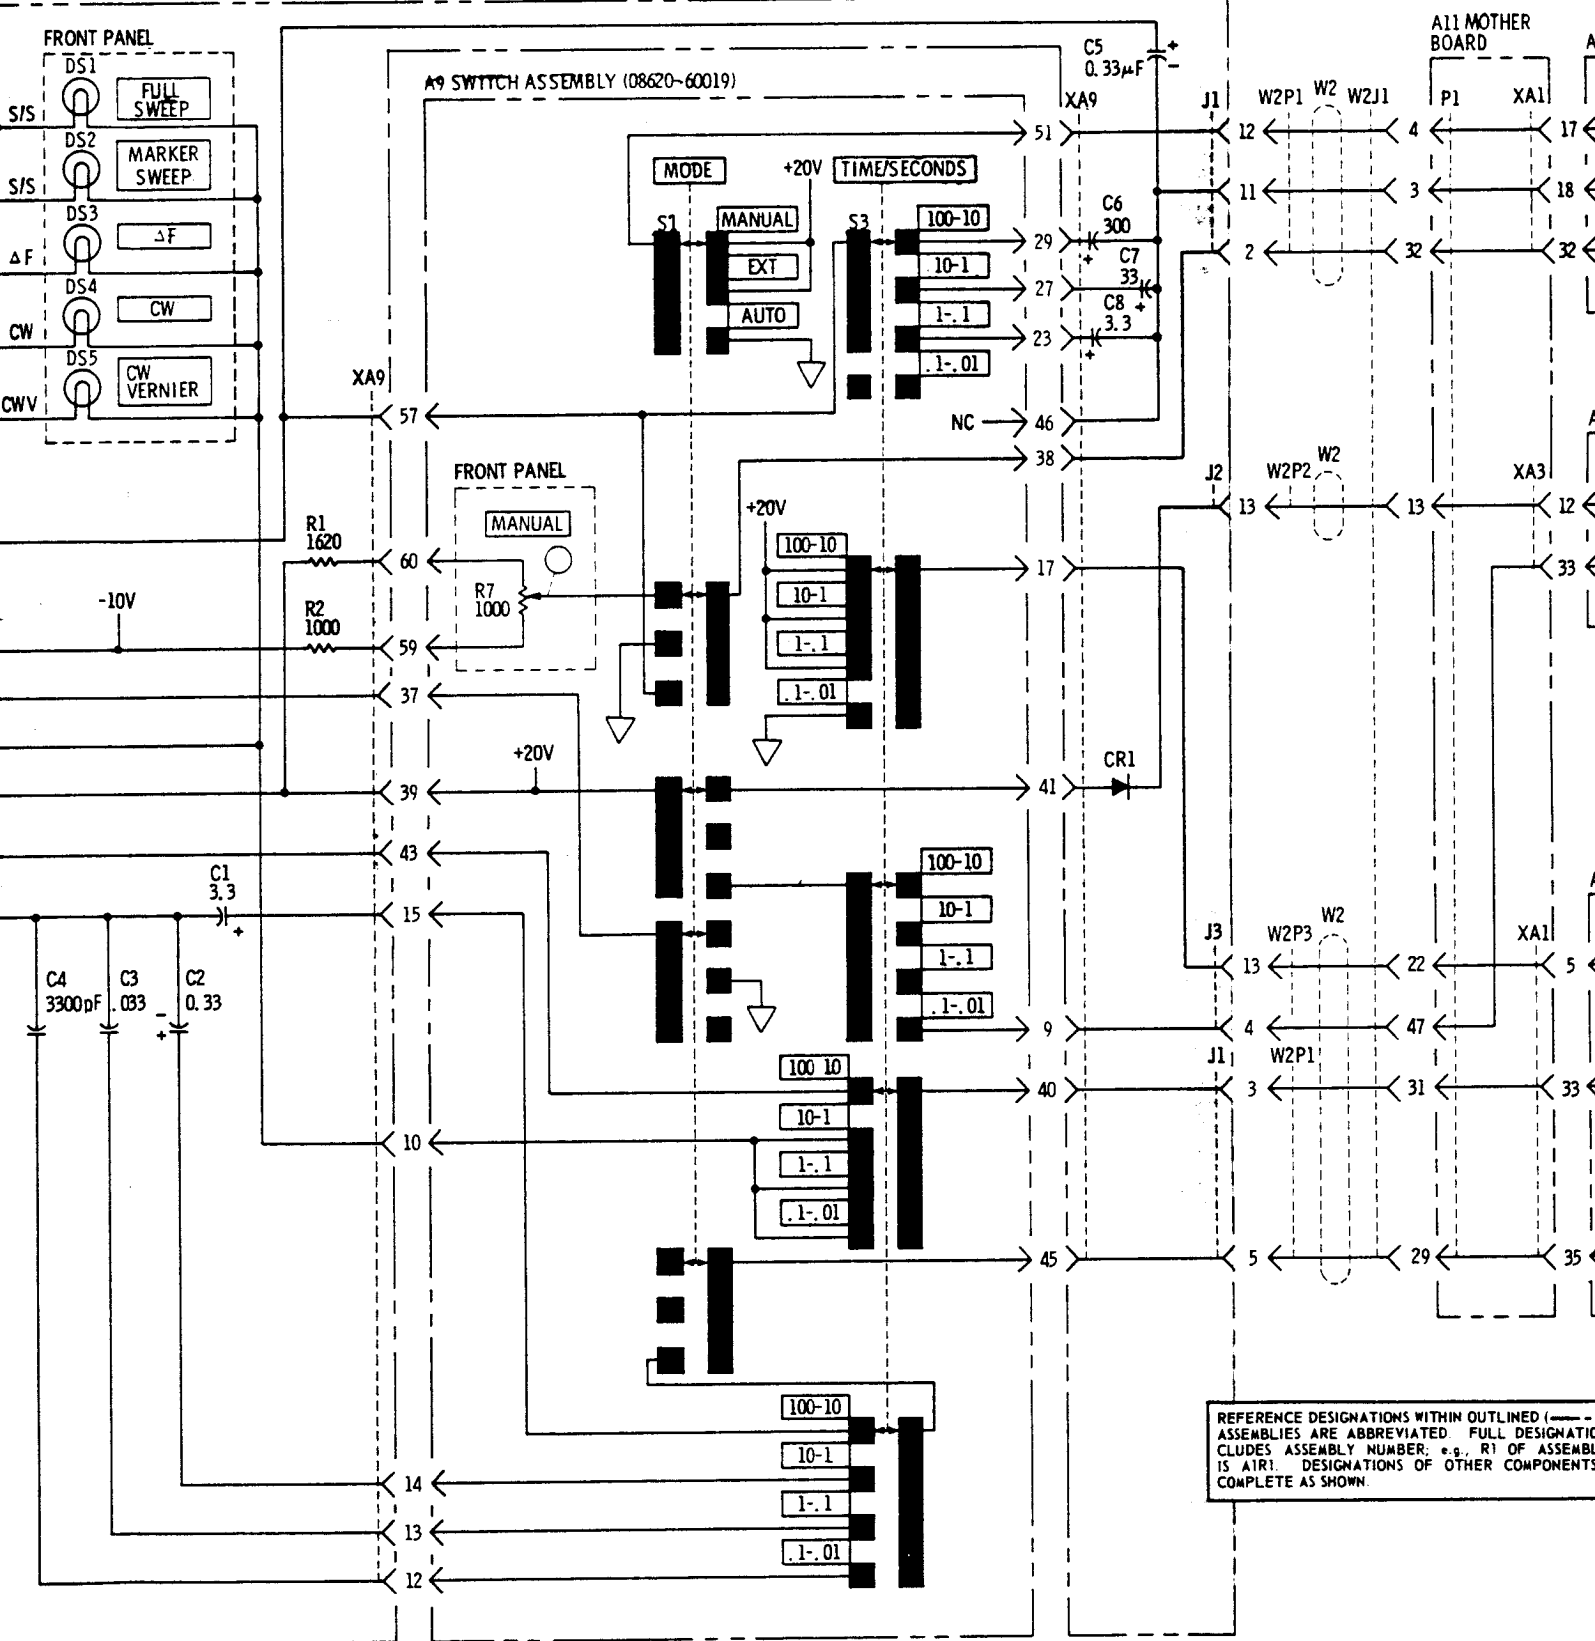 FRONT PANEL
DS1
FULL
SWEEP
S/S
DS2
MARKER
SWEEP
S/S
DS3
ΔF
ΔF
DS4
CW
CW
DS5
CW
VERNIER
CWV
A9 SWITCH ASSEMBLY (08620-60019)
MODE
+20V
TIME/SECONDS
S1
MANUAL
EXT
AUTO
S3
100-10
10-1
1-.1
.1-.01
51
29
27
23
NC
46
38
XA9
C5
0.33μF
+
-
C6
300
+
C7
33
+
C8
3.3
+
J1
12
11
2
W2P1
W2
W2J1
4
3
32
A11 MOTHER
BOARD
P1
XA1
17
18
32
XA9
57
FRONT PANEL
MANUAL
R7
1000
R1
1620
60
-10V
R2
1000
59
37
+20V
39
43
15
+20V
100-10
10-1
1-.1
.1-.01
17
41
CR1
J2
13
W2P2
W2
13
XA3
12
33
C1
3.3
+
C4
3300pF
C3
.033
C2
0.33
-
+
100-10
10-1
1-.1
.1-.01
9
J3
13
4
W2P3
W2
22
47
XA1
5
J1
3
W2P1
31
33
100 10
10-1
1-.1
.1-.01
40
10
45
5
29
35
100-10
10-1
1-.1
.1-.01
14
13
12
REFERENCE DESIGNATIONS WITHIN OUTLINED (
ASSEMBLIES ARE ABBREVIATED. FULL DESIGNATIO
CLUDES ASSEMBLY NUMBER; e.g., R1 OF ASSEMBL
IS A1R1. DESIGNATIONS OF OTHER COMPONENTS
COMPLETE AS SHOWN.